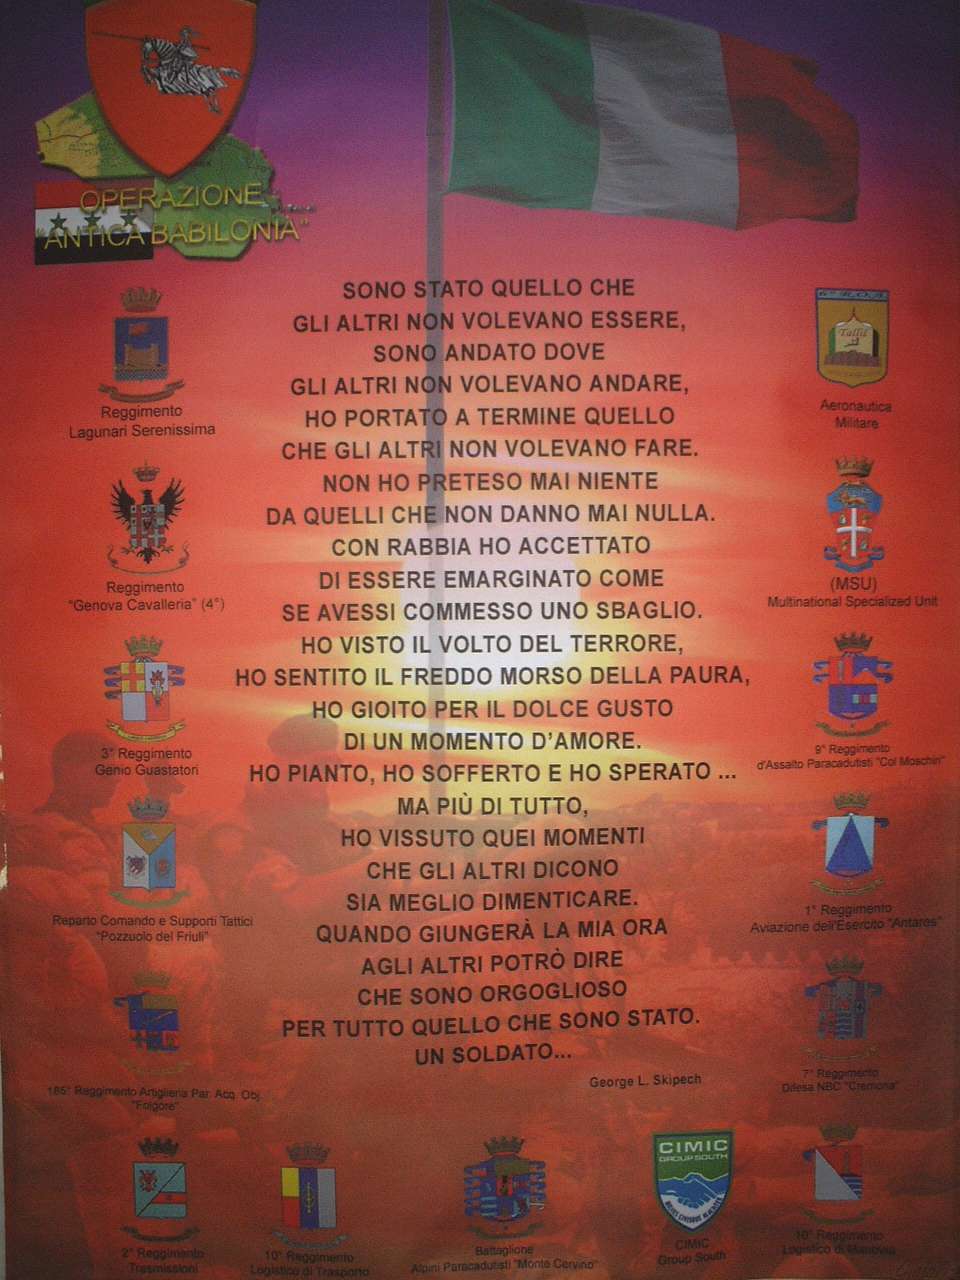 OPERAZIONE
"ANTICA BABILONIA"
SONO STATO QUELLO CHE
GLI ALTRI NON VOLEVANO ESSERE,
SONO ANDATO DOVE
GLI ALTRI NON VOLEVANO ANDARE,
HO PORTATO A TERMINE QUELLO
CHE GLI ALTRI NON VOLEVANO FARE.
NON HO PRETESO MAI NIENTE
DA QUELLI CHE NON DANNO MAI NULLA.
CON RABBIA HO ACCETTATO
DI ESSERE EMARGINATO COME
SE AVESSI COMMESSO UNO SBAGLIO.
HO VISTO IL VOLTO DEL TERRORE,
HO SENTITO IL FREDDO MORSO DELLA PAURA,
HO GIOITO PER IL DOLCE GUSTO
DI UN MOMENTO D'AMORE.
HO PIANTO, HO SOFFERTO E HO SPERATO ...
MA PIÙ DI TUTTO,
HO VISSUTO QUEI MOMENTI
CHE GLI ALTRI DICONO
SIA MEGLIO DIMENTICARE.
QUANDO GIUNGERÀ LA MIA ORA
AGLI ALTRI POTRÒ DIRE
CHE SONO ORGOGLIOSO
PER TUTTO QUELLO CHE SONO STATO.
UN SOLDATO...
George L. Skipech
Reggimento
Lagunari Serenissima
Reggimento
"Genova Cavalleria" (4°)
3° Reggimento
Genio Guastatori
Reparto Comando e Supporti Tattici
"Pozzuolo del Friuli"
185° Reggimento Artiglieria Par. Acq. Obj.
"Folgore"
6° R.O.A.
Tallil
Aeronautica
Militare
(MSU)
Multinational Specialized Unit
9° Reggimento
d'Assalto Paracadutisti "Col Moschin"
1° Reggimento
Aviazione dell'Esercito "Antares"
7° Reggimento
Difesa NBC "Cremona"
2° Reggimento
Trasmissioni
10° Reggimento
Logistico di Trasporto
Battaglione
Alpini Paracadutisti "Monte Cervino"
CIMIC
GROUP SOUTH
CIMIC
Group South
10° Reggimento
Logistico di Manovra